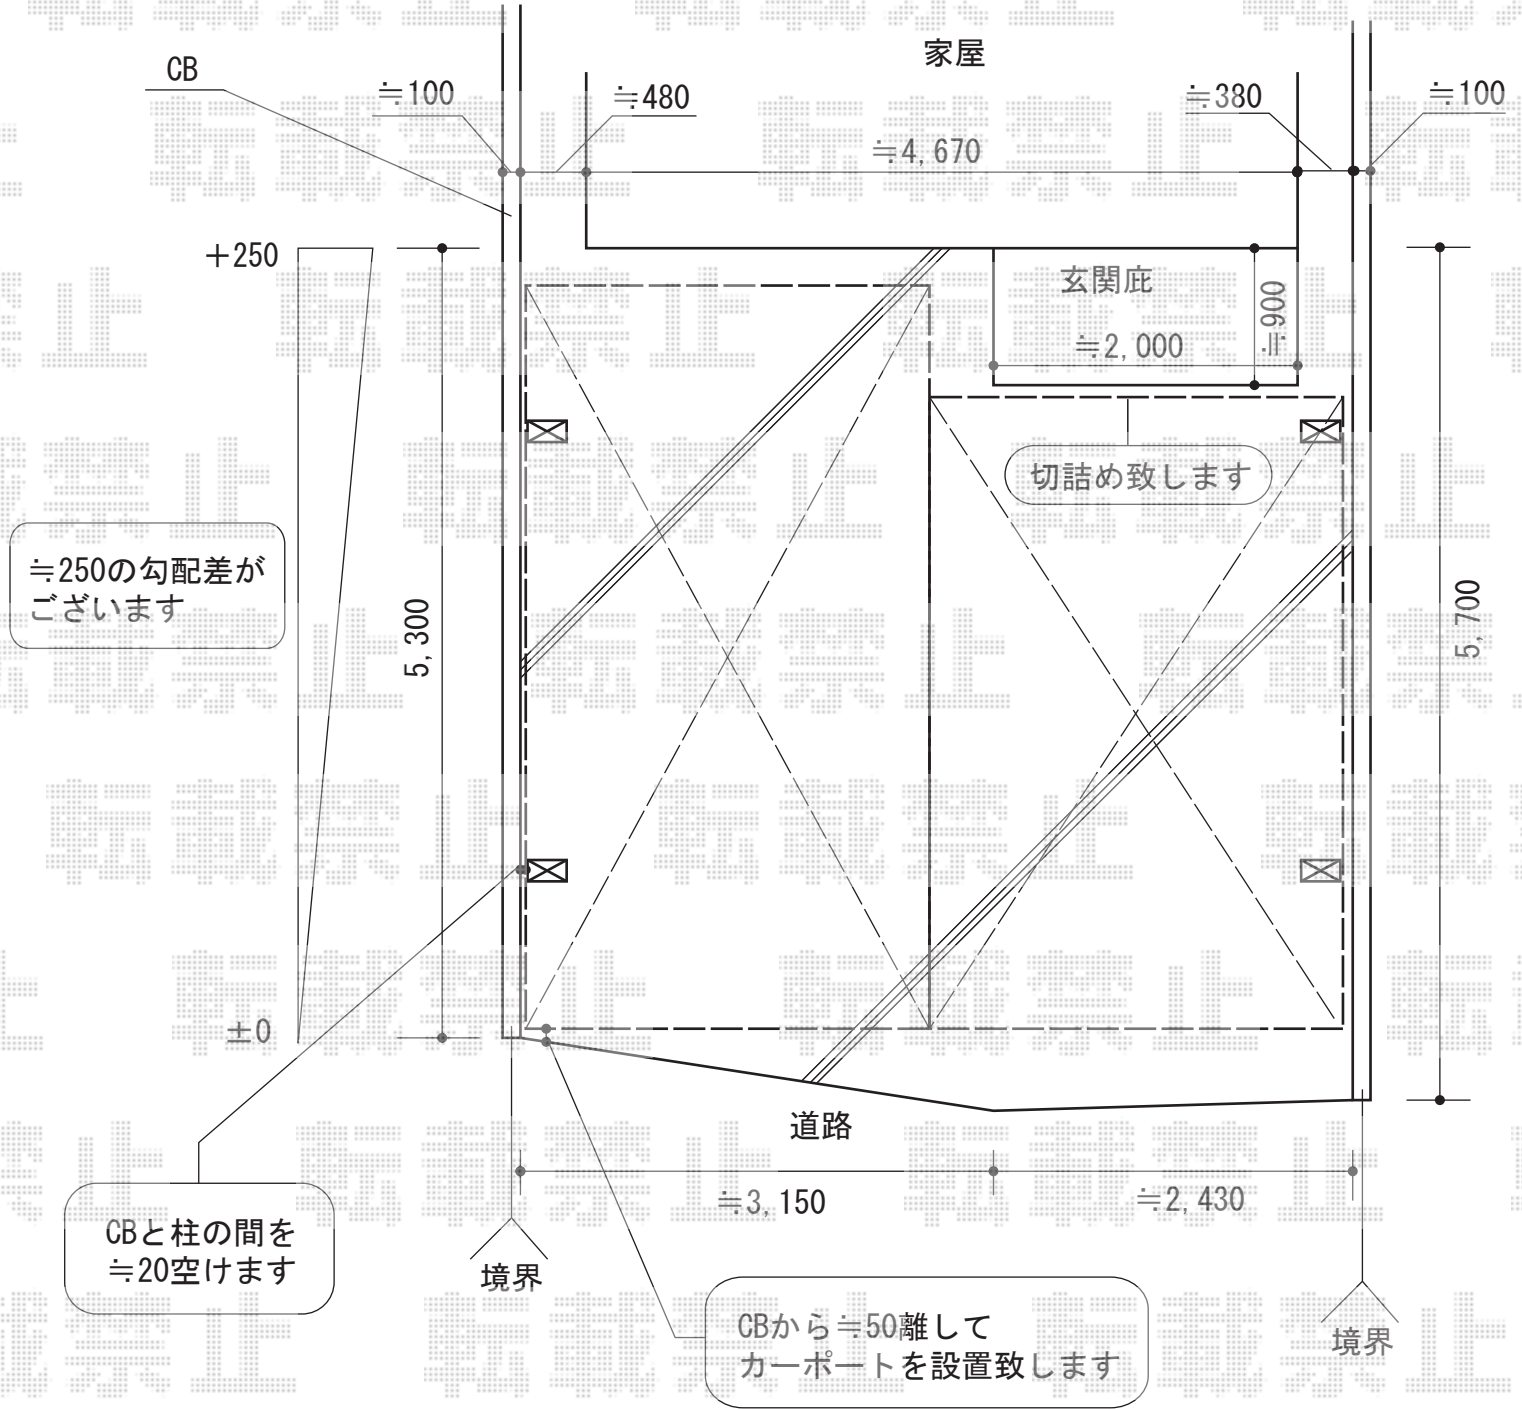 家屋
CB
≒100
≒480
≒380
≒100
≒4,670
+250
玄関庇
≒900
≒2,000
切詰め致します
≒250の勾配差が
ございます
5,300
5,700
±0
道路
≒3,150
≒2,430
CBと柱の間を
≒20空けます
境界
CBから≒50離して
カーポートを設置致します
境界
転載禁止